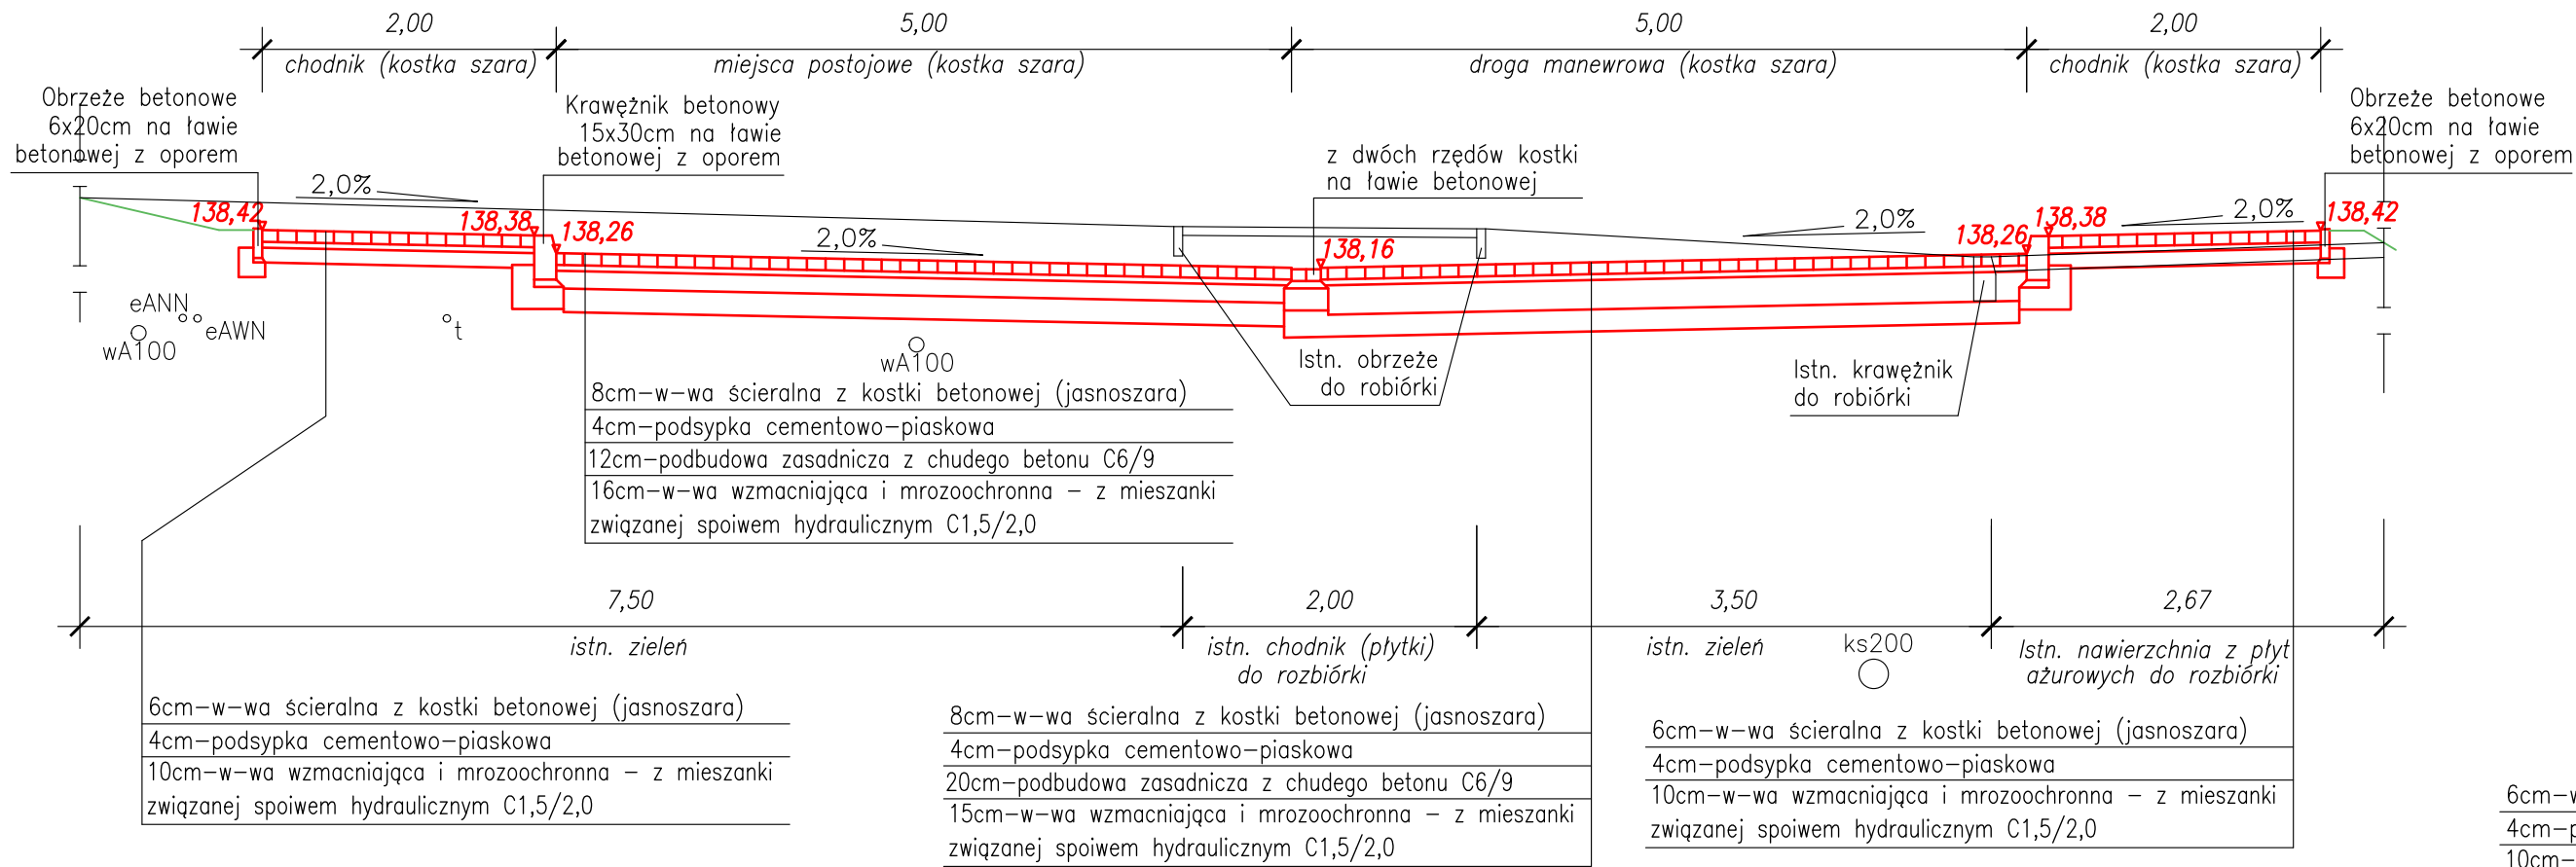 2,00
5,00
5,00
2,00
chodnik (kostka szara)
miejsca postojowe (kostka szara)
droga manewrowa (kostka szara)
chodnik (kostka szara)
Obrzeże betonowe
6x20cm na ławie
betonowej z oporem
Krawężnik betonowy
15x30cm na ławie
betonowej z oporem
z dwóch rzędów kostki
na ławie betonowej
Obrzeże betonowe
6x20cm na ławie
betonowej z oporem
2,0%
2,0%
2,0%
2,0%
138,42
138,38
138,26
138,16
138,26
138,38
138,42
eANN
eAWN
wA100
t
wA100
Istn. obrzeże
do robiórki
Istn. krawężnik
do robiórki
8cm-w-wa ścieralna z kostki betonowej (jasnoszara)
4cm-podsypka cementowo-piaskowa
12cm-podbudowa zasadnicza z chudego betonu C6/9
16cm-w-wa wzmacniająca i mrozoochronna – z mieszanki
związanej spoiwem hydraulicznym C1,5/2,0
7,50
2,00
3,50
2,67
istn. zieleń
istn. chodnik (płytki)
do rozbiórki
istn. zieleń
ks200
Istn. nawierzchnia z płyt
ażurowych do rozbiórki
6cm-w-wa ścieralna z kostki betonowej (jasnoszara)
4cm-podsypka cementowo-piaskowa
10cm-w-wa wzmacniająca i mrozoochronna – z mieszanki
związanej spoiwem hydraulicznym C1,5/2,0
8cm-w-wa ścieralna z kostki betonowej (jasnoszara)
4cm-podsypka cementowo-piaskowa
20cm-podbudowa zasadnicza z chudego betonu C6/9
15cm-w-wa wzmacniająca i mrozoochronna – z mieszanki
związanej spoiwem hydraulicznym C1,5/2,0
6cm-w-wa ścieralna z kostki betonowej (jasnoszara)
4cm-podsypka cementowo-piaskowa
10cm-w-wa wzmacniająca i mrozoochronna – z mieszanki
związanej spoiwem hydraulicznym C1,5/2,0
6cm-w
4cm-p
10cm-